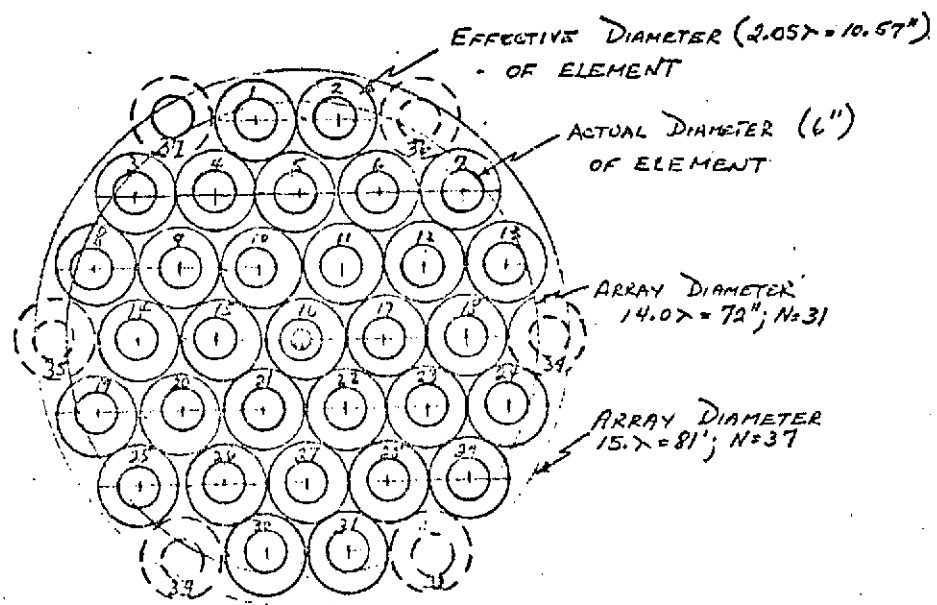 EFFECTIVE DIAMETER (2.05λ = 10.57")
OF ELEMENT
ACTUAL DIAMETER (6")
OF ELEMENT
ARRAY DIAMETER
14.0λ = 72"; N=31
ARRAY DIAMETER
15.λ=81'; N=37
1 2
37 32
3 4 5 6 7
8 9 10 11 12 13
14 15 16 17 18
35 34
19 20 21 22 23 24
25 26 27 28 29
30 31